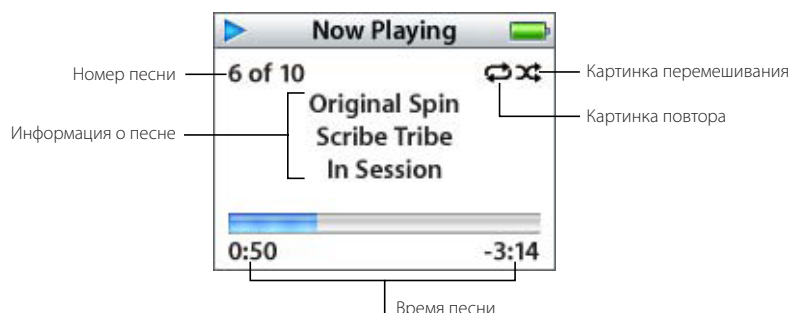 Now Playing
Номер песни
6 of 10
Картинка перемешивания
Картинка повтора
Информация о песне
Original Spin
Scribe Tribe
In Session
0:50
-3:14
Время песни